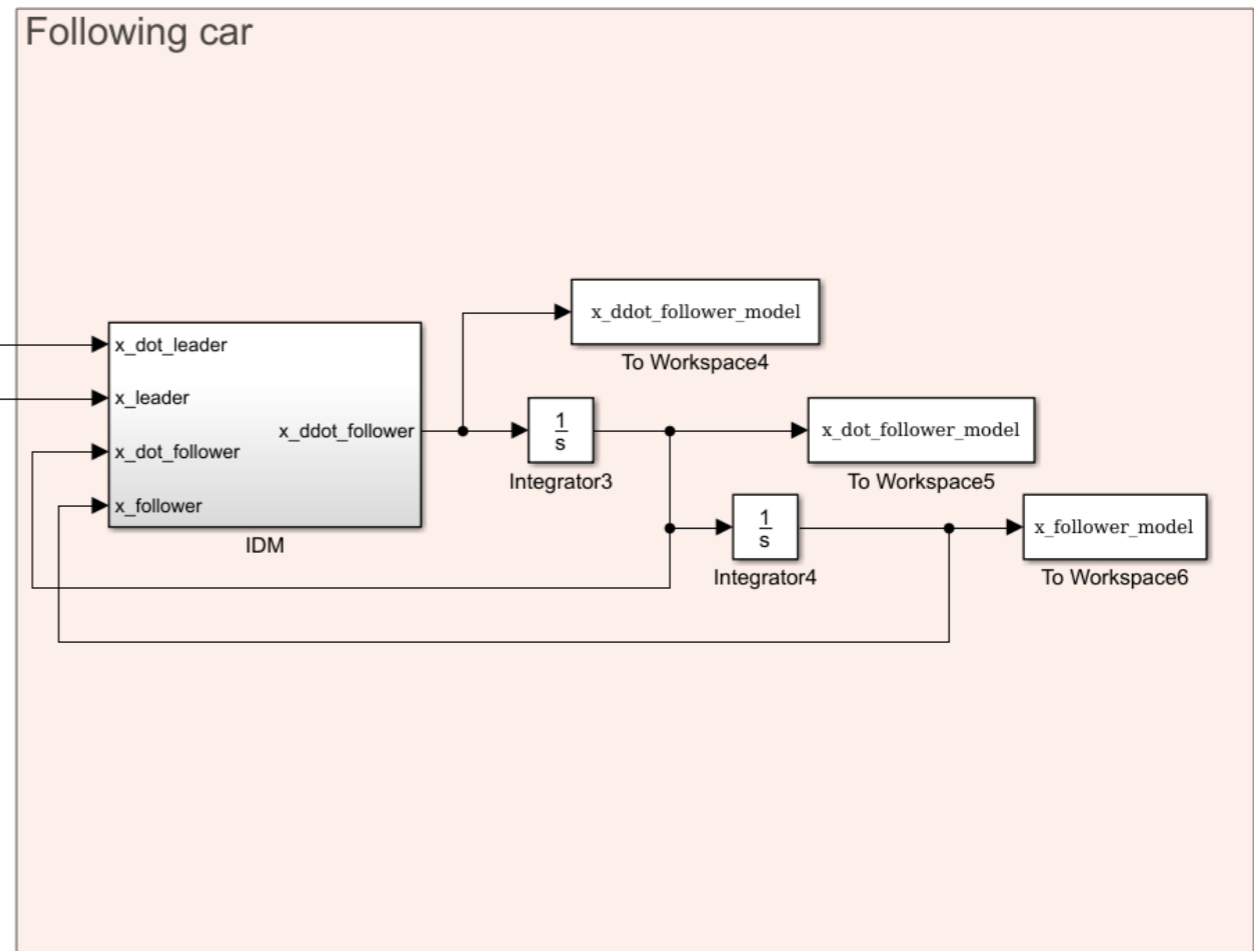 Following car
x_ddot_follower_model
To Workspace4
x_dot_leader
x_leader
x_dot_follower
x_follower
x_ddot_follower
IDM
1
s
Integrator3
x_dot_follower_model
To Workspace5
1
s
Integrator4
x_follower_model
To Workspace6